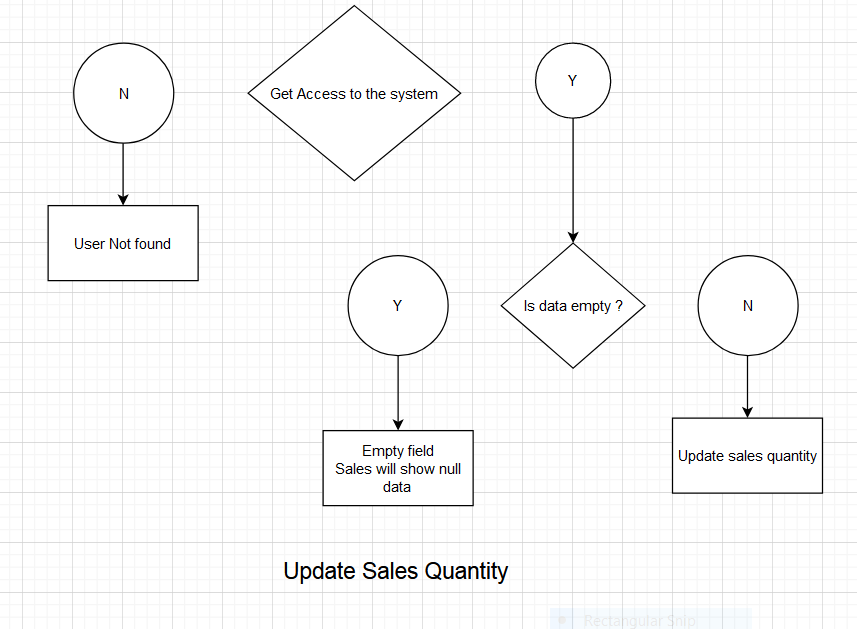 N
Get Access to the system
Y
User Not found
Y
Is data empty ?
N
Empty field
Sales will show null
data
Update sales quantity
Update Sales Quantity
Rectangular Snip